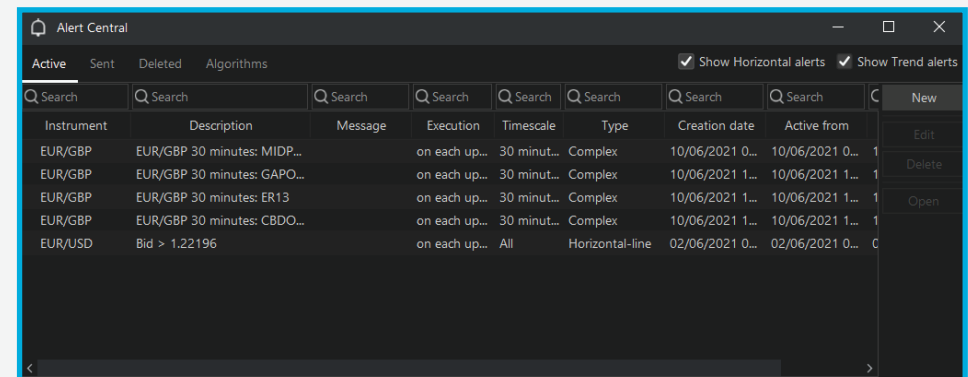 Alert Central
Active Sent Deleted Algorithms Show Horizontal alerts Show Trend alerts
Search Search Search Search Search Search Search Search New
Instrument Description Message Execution Timescale Type Creation date Active from Edit
EUR/GBP EUR/GBP 30 minutes: MIDP... on each up... 30 minut... Complex 10/06/2021 0... 10/06/2021 0... 1
Delete
EUR/GBP EUR/GBP 30 minutes: GAPO... on each up... 30 minut... Complex 10/06/2021 1... 10/06/2021 1... 1
EUR/GBP EUR/GBP 30 minutes: ER13 on each up... 30 minut... Complex 10/06/2021 1... 10/06/2021 1... 1
Open
EUR/GBP EUR/GBP 30 minutes: CBDO... on each up... 30 minut... Complex 10/06/2021 1... 10/06/2021 1... 1
EUR/USD Bid > 1.22196 on each up... All Horizontal-line 02/06/2021 0... 02/06/2021 0...